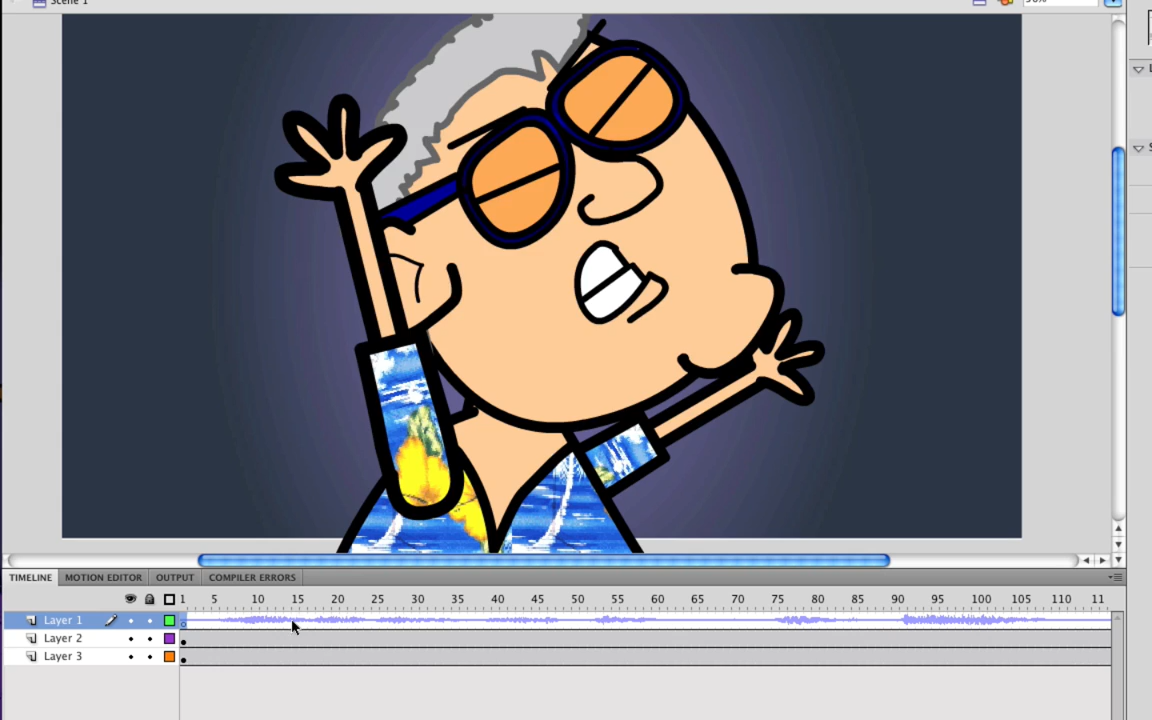 Scene 1
TIMELINE MOTION EDITOR OUTPUT COMPILER ERRORS
1 5 10 15 20 25 30 35 40 45 50 55 60 65 70 75 80 85 90 95 100 105 110 11
Layer 1
Layer 2
Layer 3